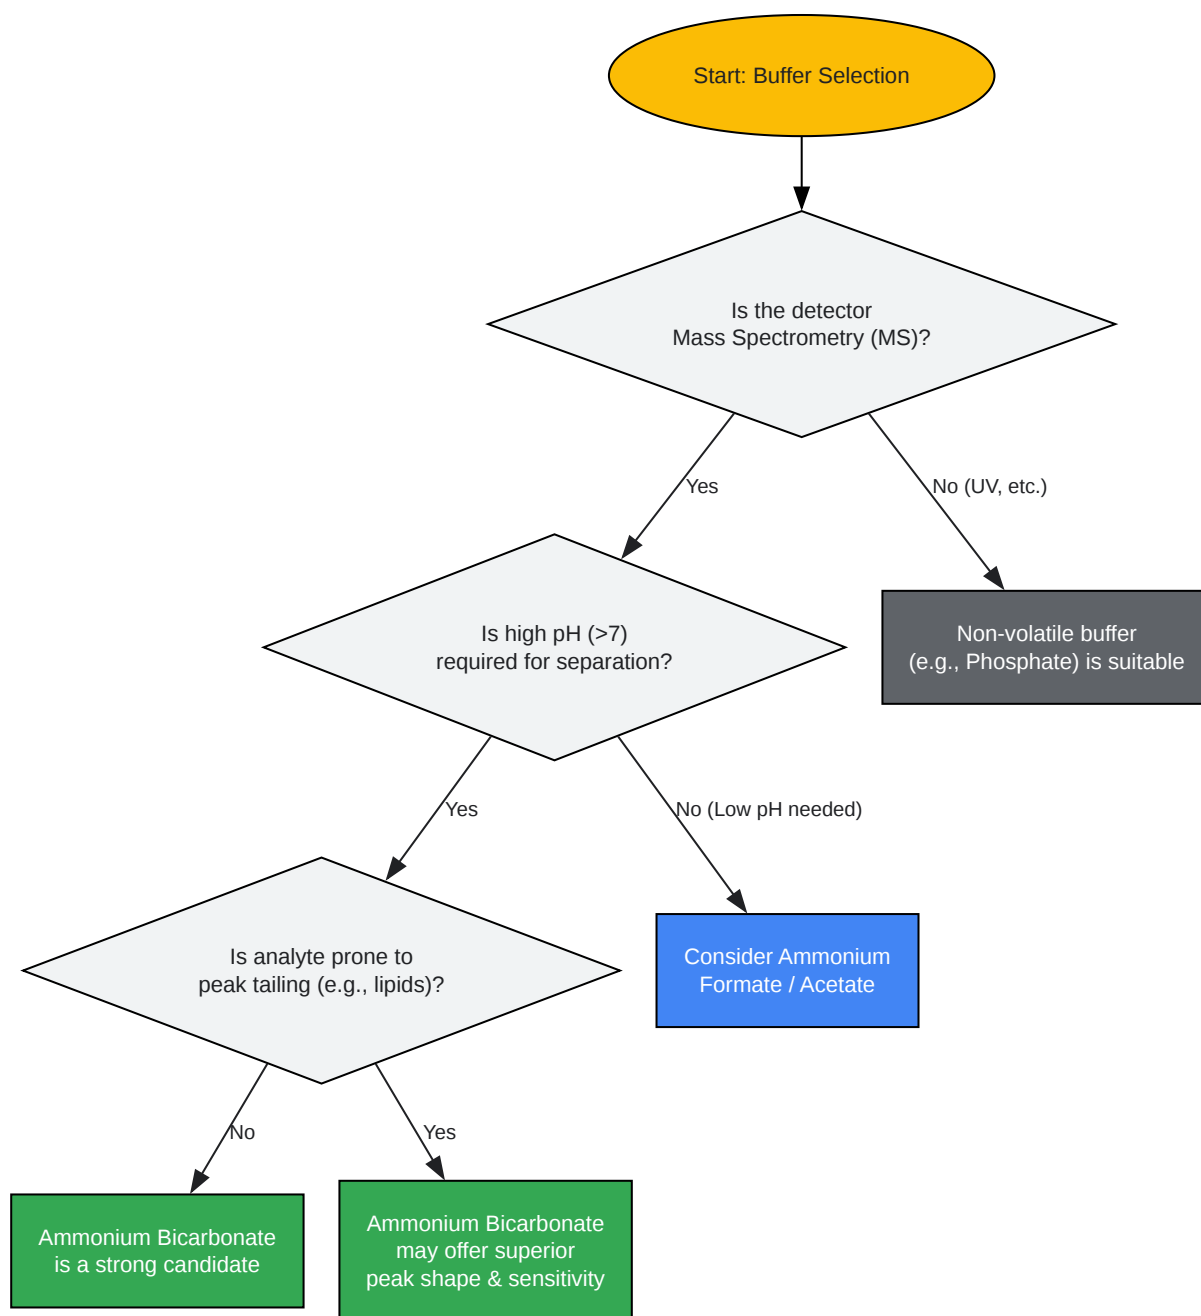 Start: Buffer Selection
Is the detector
Mass Spectrometry (MS)?
Yes
No (UV, etc.)
Is high pH (>7)
required for separation?
Non-volatile buffer
(e.g., Phosphate) is suitable
Yes
No (Low pH needed)
Is analyte prone to
peak tailing (e.g., lipids)?
Consider Ammonium
Formate / Acetate
No
Yes
Ammonium Bicarbonate
is a strong candidate
Ammonium Bicarbonate
may offer superior
peak shape & sensitivity